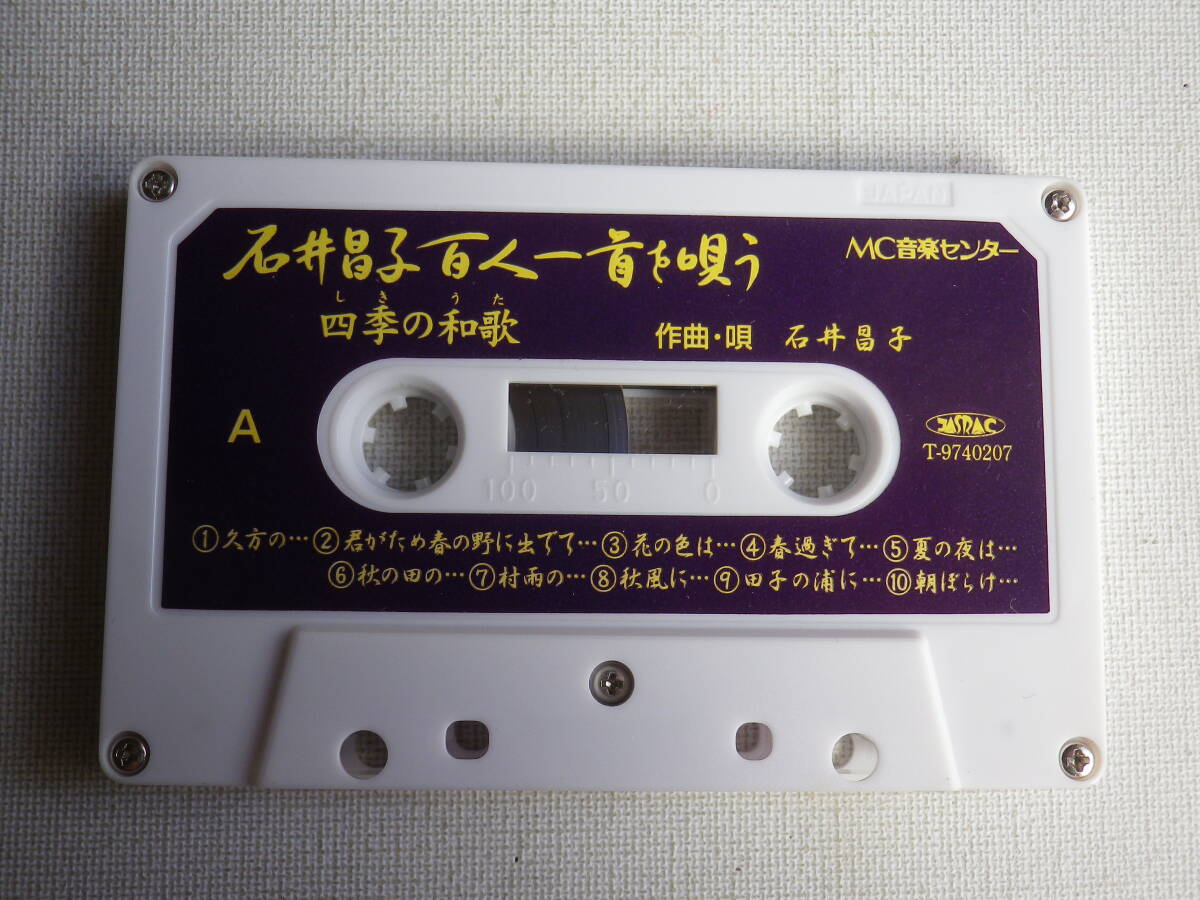 JAPAN
石井昌子 百人一首を唄う
MC音楽センター
しき うた
四季の和歌
作曲・唄 石井昌子
A
JASRAC
T-9740207
100 50 0
①久方の…②君がため春の野に出でて…③花の色は…④春過ぎて…⑤夏の夜は…
⑥秋の田の…⑦村雨の…⑧秋風に…⑨田子の浦に…⑩朝ぼらけ…